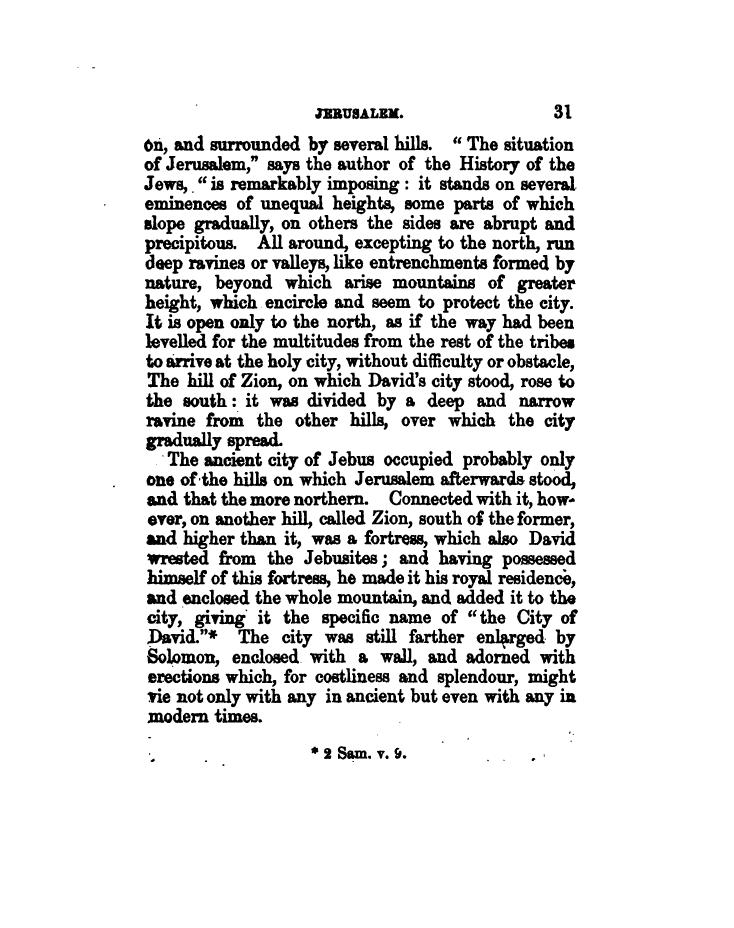 JERUSALEM. 31
on, and surrounded by several hills. “ The situation
of Jerusalem,” says the author of the History of the
Jews, “ is remarkably imposing : it stands on several
eminences of unequal heights, some parts of which
slope gradually, on others the sides are abrupt and
precipitous. All around, excepting to the north, run
deep ravines or valleys, like entrenchments formed by
nature, beyond which arise mountains of greater
height, which encircle and seem to protect the city.
It is open only to the north, as if the way had been
levelled for the multitudes from the rest of the tribes
to arrive at the holy city, without difficulty or obstacle,
The hill of Zion, on which David’s city stood, rose to
the south : it was divided by a deep and narrow
ravine from the other hills, over which the city
gradually spread.
The ancient city of Jebus occupied probably only
one of the hills on which Jerusalem afterwards stood,
and that the more northern. Connected with it, how-
ever, on another hill, called Zion, south of the former,
and higher than it, was a fortress, which also David
wrested from the Jebusites ; and having possessed
himself of this fortress, he made it his royal residence,
and enclosed the whole mountain, and added it to the
city, giving it the specific name of “ the City of
David.”* The city was still farther enlarged by
Solomon, enclosed with a wall, and adorned with
erections which, for costliness and splendour, might
vie not only with any in ancient but even with any in
modern times.
* 2 Sam. v. 9.